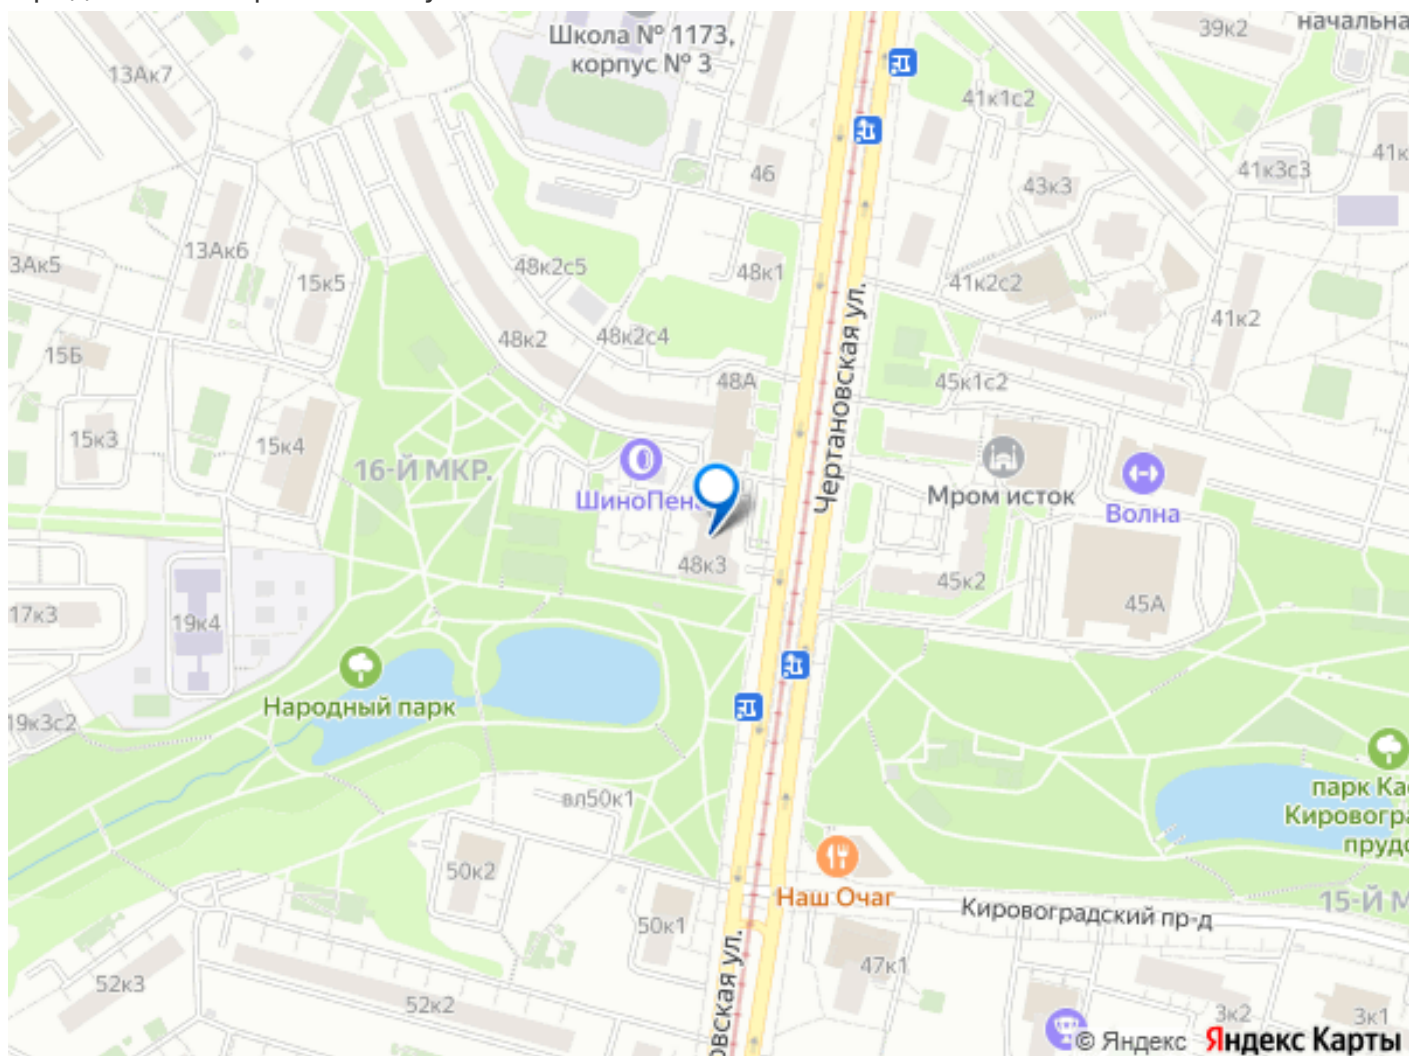 Школа № 1173,
корпус № 3
39к2
начальна
13Ак7
41к1с2
46
43к3
41к3с3
41к
13Ак6
3Ак5
15к5
48к2с5
48к1
41к2с2
41к2
48к2
48к2с4
15Б
48А
45к1с2
Чертановская ул.
15к3
15к4
16-Й МКР.
ШиноПен
Мром исток
Волна
48к3
45к2
45А
17к3
19к4
Народный парк
19к3с2
парк Ка
Кировогра
пруд
вл50к1
50к2
Наш Очаг
15-Й М
Кировоградский пр-д
50к1
овская ул.
47к1
52к3
52к2
3к2
3к1
© Яндекс Яндекс Карты